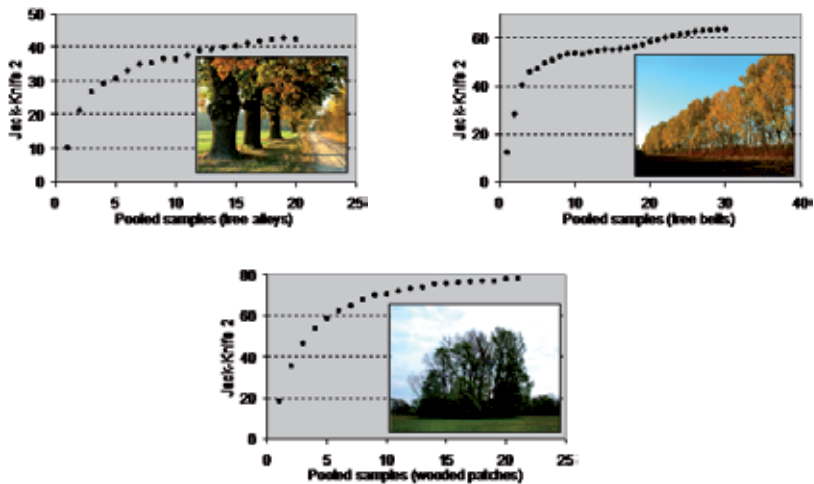 50
40
30
20
10
0
Jack-Knife 2
0 5 10 15 20 25
Pooled samples (tree alleys)
60
40
20
0
Jack-Knife 2
0 10 20 30 40
Pooled samples (tree belts)
80
60
40
20
0
Jack-Knife 2
0 5 10 15 20 25
Pooled samples (wooded patches)